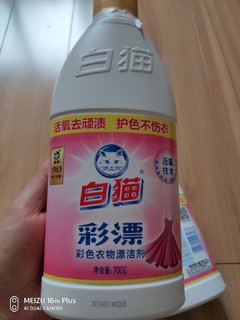 白猫
活氧去顽渍 护色不伤衣
1963
活氧
技术
白猫
彩漂
彩色衣物漂洁剂
净含量:700g
MEIZU 16th Plus
AI DUAL CAMERA